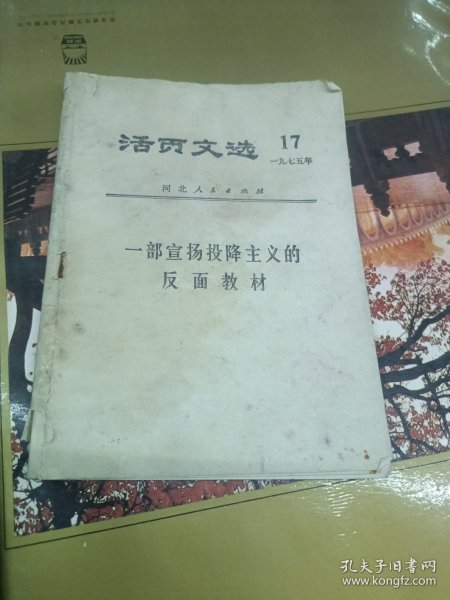 活页文选 17
一九七五年
河北人民出版社
一部宣扬投降主义的
反面教材
孔夫子旧书网
www.kongfz.com